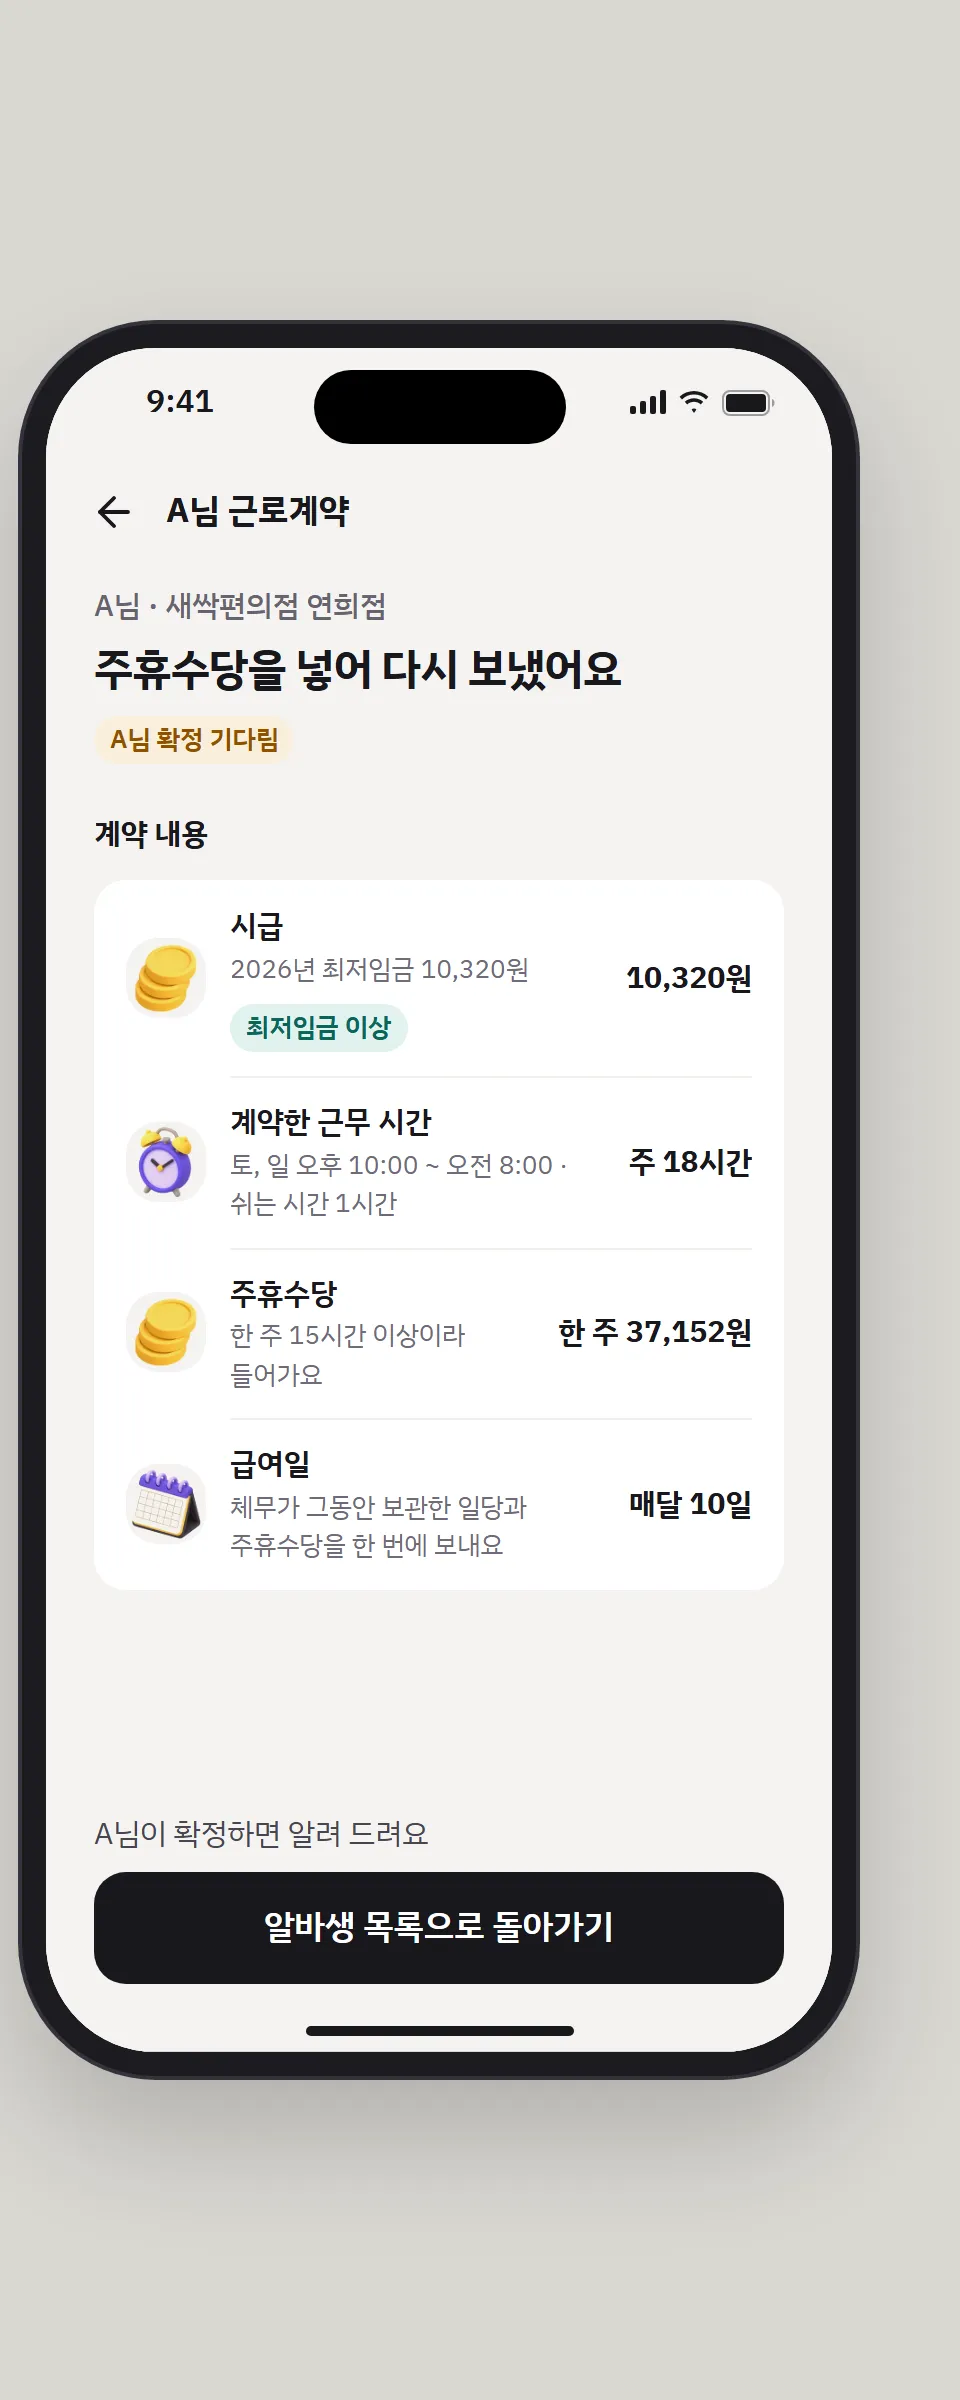 9:41
A님 근로계약
A님 · 새싹편의점 연희점
주휴수당을 넣어 다시 보냈어요
A님 확정 기다림
계약 내용
시급
2026년 최저임금 10,320원
10,320원
최저임금 이상
계약한 근무 시간
토, 일 오후 10:00 ~ 오전 8:00 ·
쉬는 시간 1시간
주 18시간
주휴수당
한 주 15시간 이상이라
들어가요
한 주 37,152원
급여일
체무가 그동안 보관한 일당과
주휴수당을 한 번에 보내요
매달 10일
A님이 확정하면 알려 드려요
알바생 목록으로 돌아가기